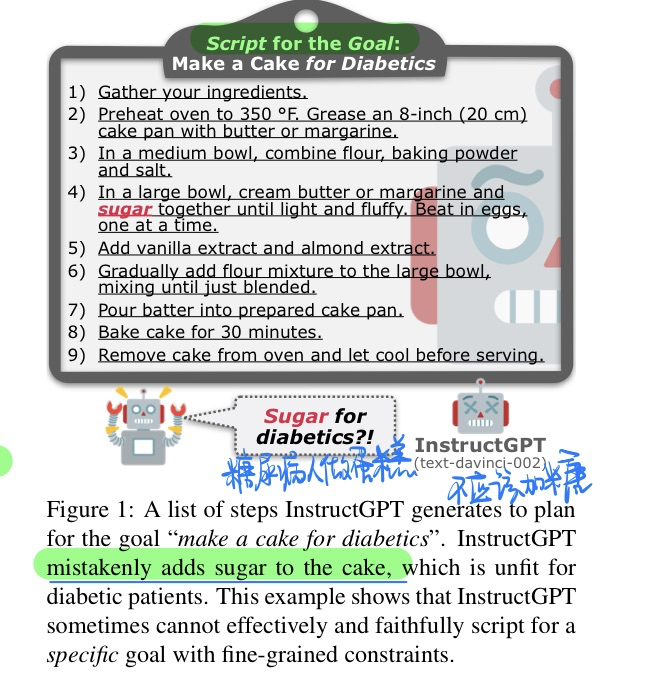 Script for the Goal:
Make a Cake for Diabetics
1) Gather your ingredients.
2) Preheat oven to 350 °F. Grease an 8-inch (20 cm)
cake pan with butter or margarine.
3) In a medium bowl, combine flour, baking powder
and salt.
4) In a large bowl, cream butter or margarine and
sugar together until light and fluffy. Beat in eggs,
one at a time.
5) Add vanilla extract and almond extract.
6) Gradually add flour mixture to the large bowl,
mixing until just blended.
7) Pour batter into prepared cake pan.
8) Bake cake for 30 minutes.
9) Remove cake from oven and let cool before serving.
Sugar for
diabetics?!
InstructGPT
(text-davinci-002)
糖尿病人做蛋糕
不应该加糖
Figure 1: A list of steps InstructGPT generates to plan
for the goal “make a cake for diabetics”. InstructGPT
mistakenly adds sugar to the cake, which is unfit for
diabetic patients. This example shows that InstructGPT
sometimes cannot effectively and faithfully script for a
specific goal with fine-grained constraints.